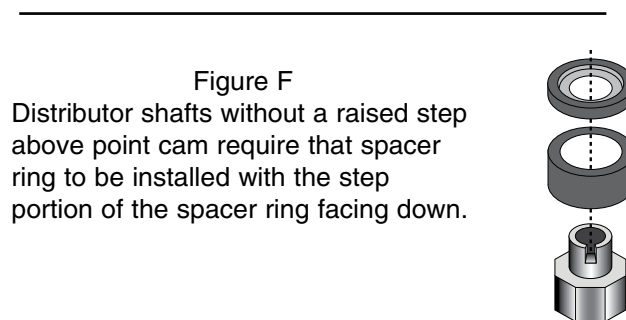 Figure F
Distributor shafts without a raised step
above point cam require that spacer
ring to be installed with the step
portion of the spacer ring facing down.